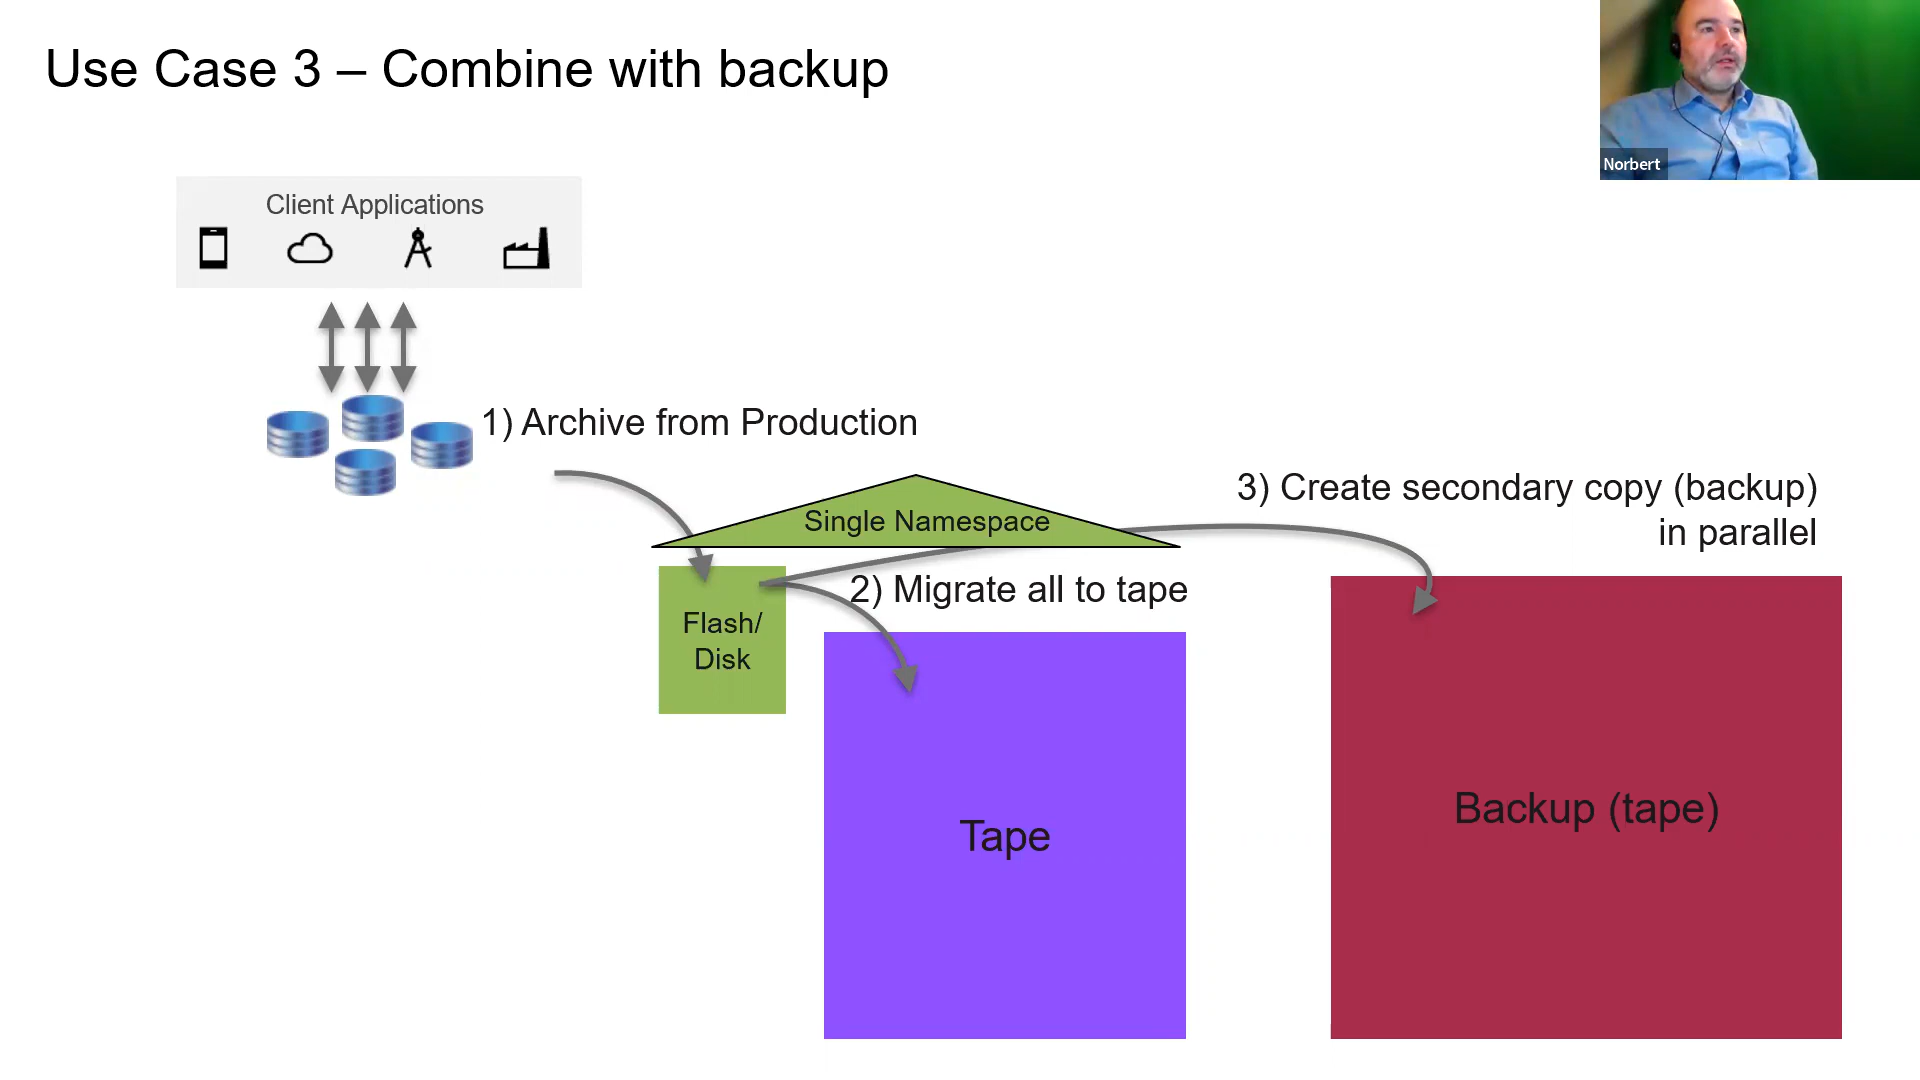 Use Case 3 – Combine with backup
Norbert
Client Applications
1) Archive from Production
3) Create secondary copy (backup)
in parallel
Single Namespace
2) Migrate all to tape
Flash/
Disk
Tape
Backup (tape)